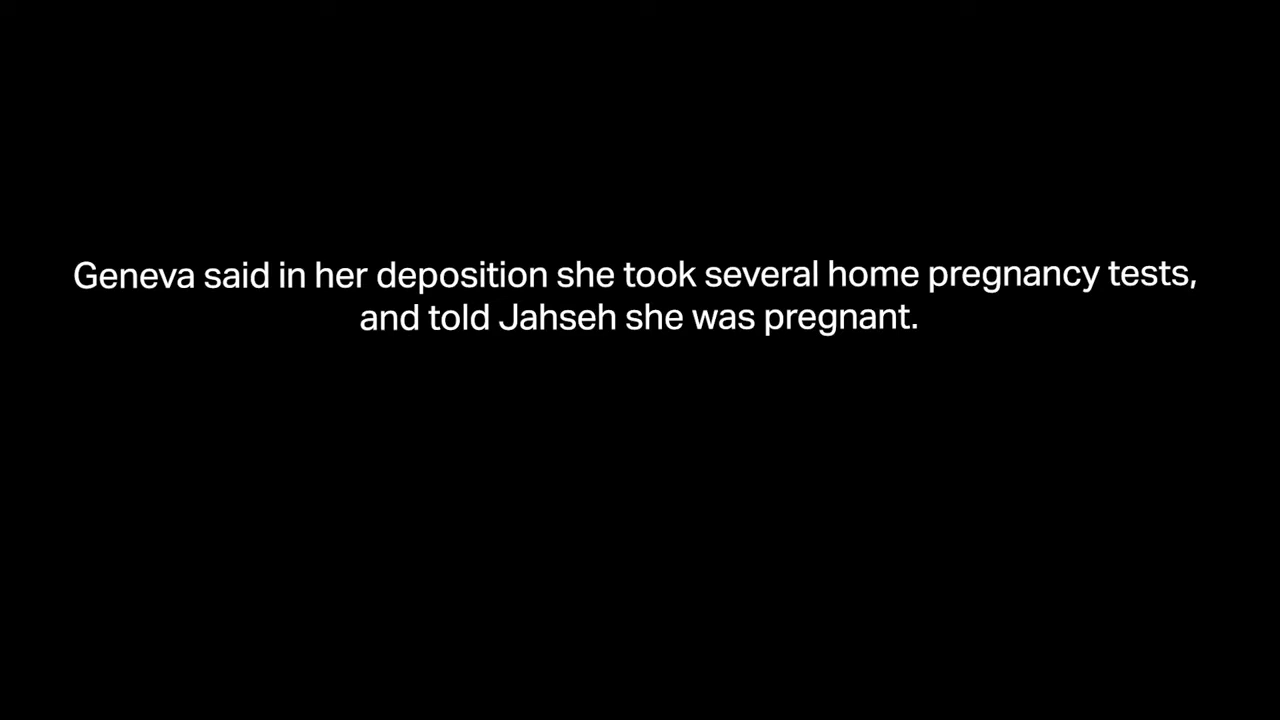 Geneva said in her deposition she took several home pregnancy tests,
and told Jahseh she was pregnant.